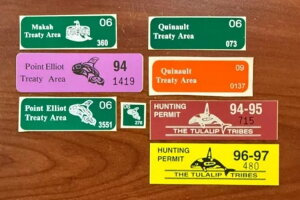 Makah
Treaty Area
06
360
Quinault
Treaty Area
06
073
Point Elliot
Treaty Area
94
1419
Quinault
Treaty Area
09
0137
Point Elliot
Treaty Area
06
3551
276
HUNTING
PERMIT
94-95
715
THE TULALIP TRIBES
HUNTING
PERMIT
96-97
480
THE TULALIP TRIBES